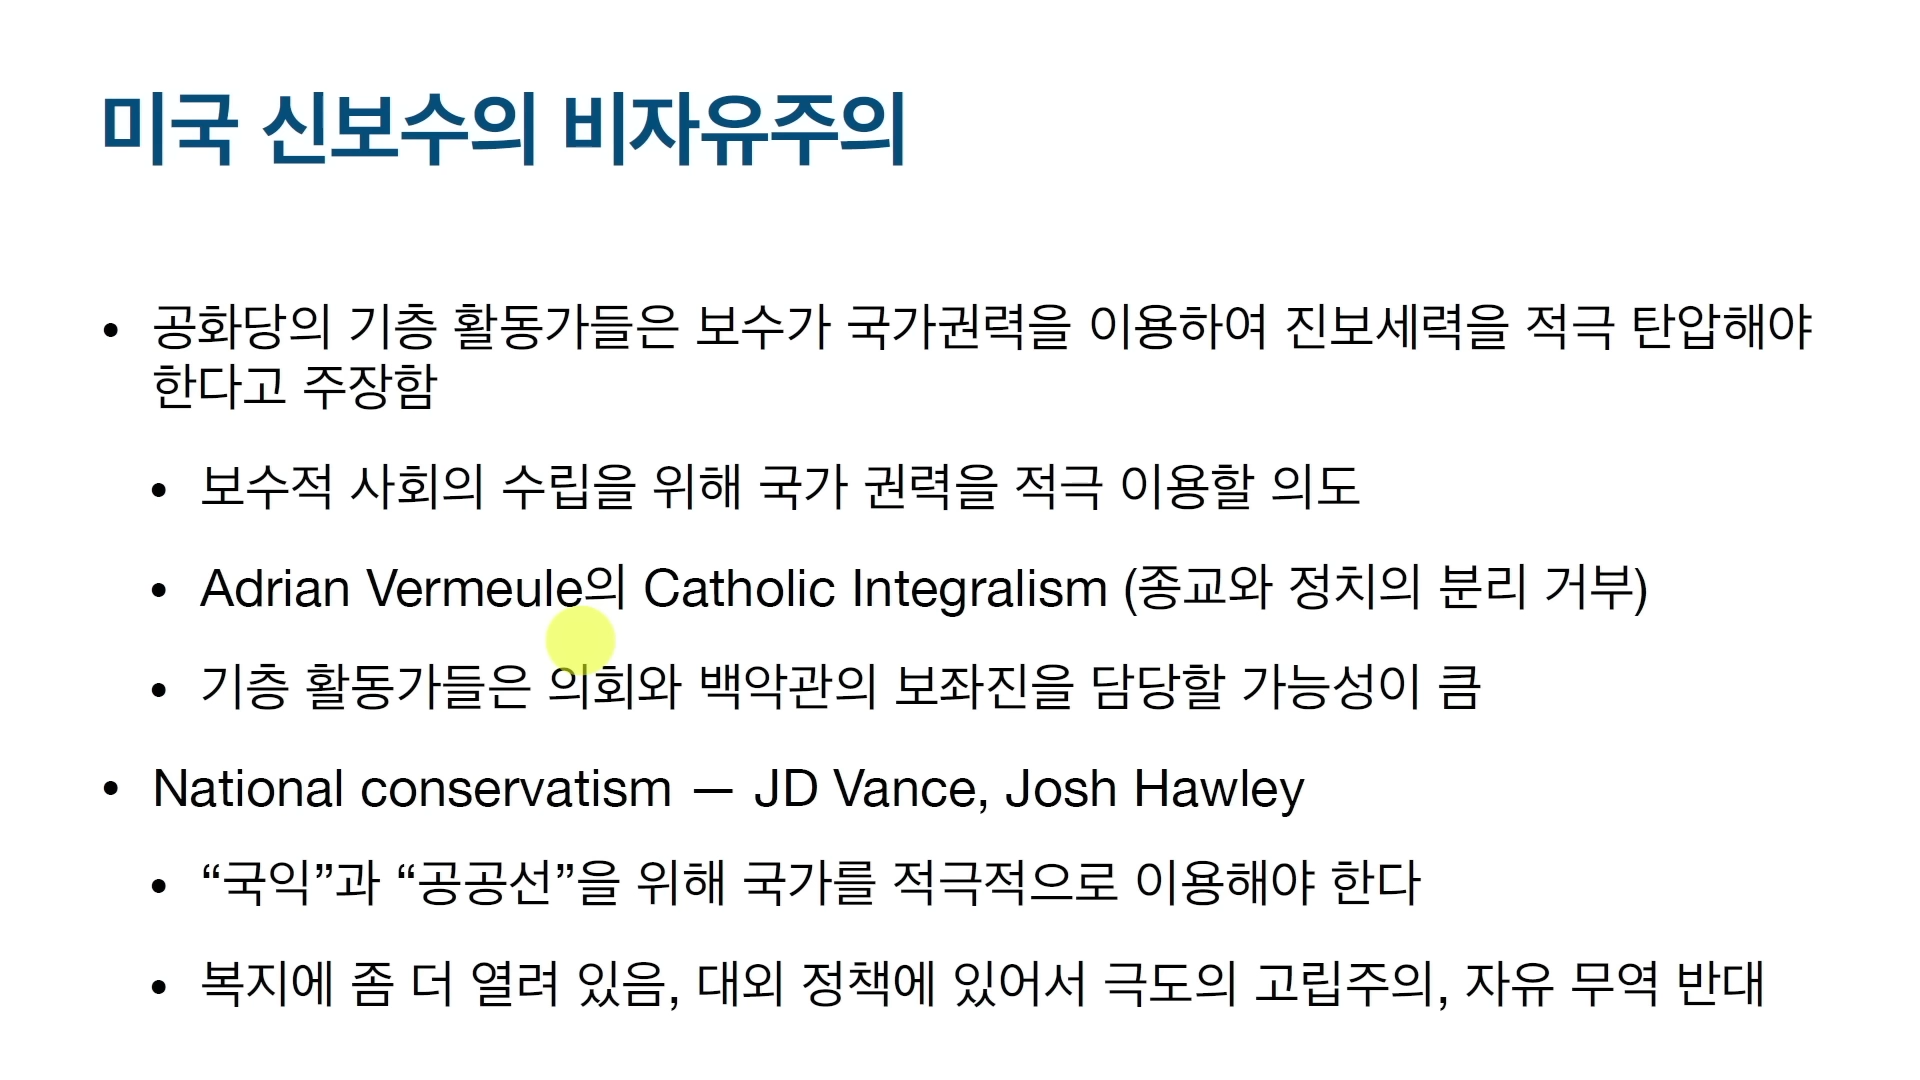 미국 신보수의 비자유주의
• 공화당의 기층 활동가들은 보수가 국가권력을 이용하여 진보세력을 적극 탄압해야
한다고 주장함
• 보수적 사회의 수립을 위해 국가 권력을 적극 이용할 의도
• Adrian Vermeule의 Catholic Integralism (종교와 정치의 분리 거부)
• 기층 활동가들은 의회와 백악관의 보좌진을 담당할 가능성이 큼
• National conservatism — JD Vance, Josh Hawley
• “국익”과 “공공선”을 위해 국가를 적극적으로 이용해야 한다
• 복지에 좀 더 열려 있음, 대외 정책에 있어서 극도의 고립주의, 자유 무역 반대